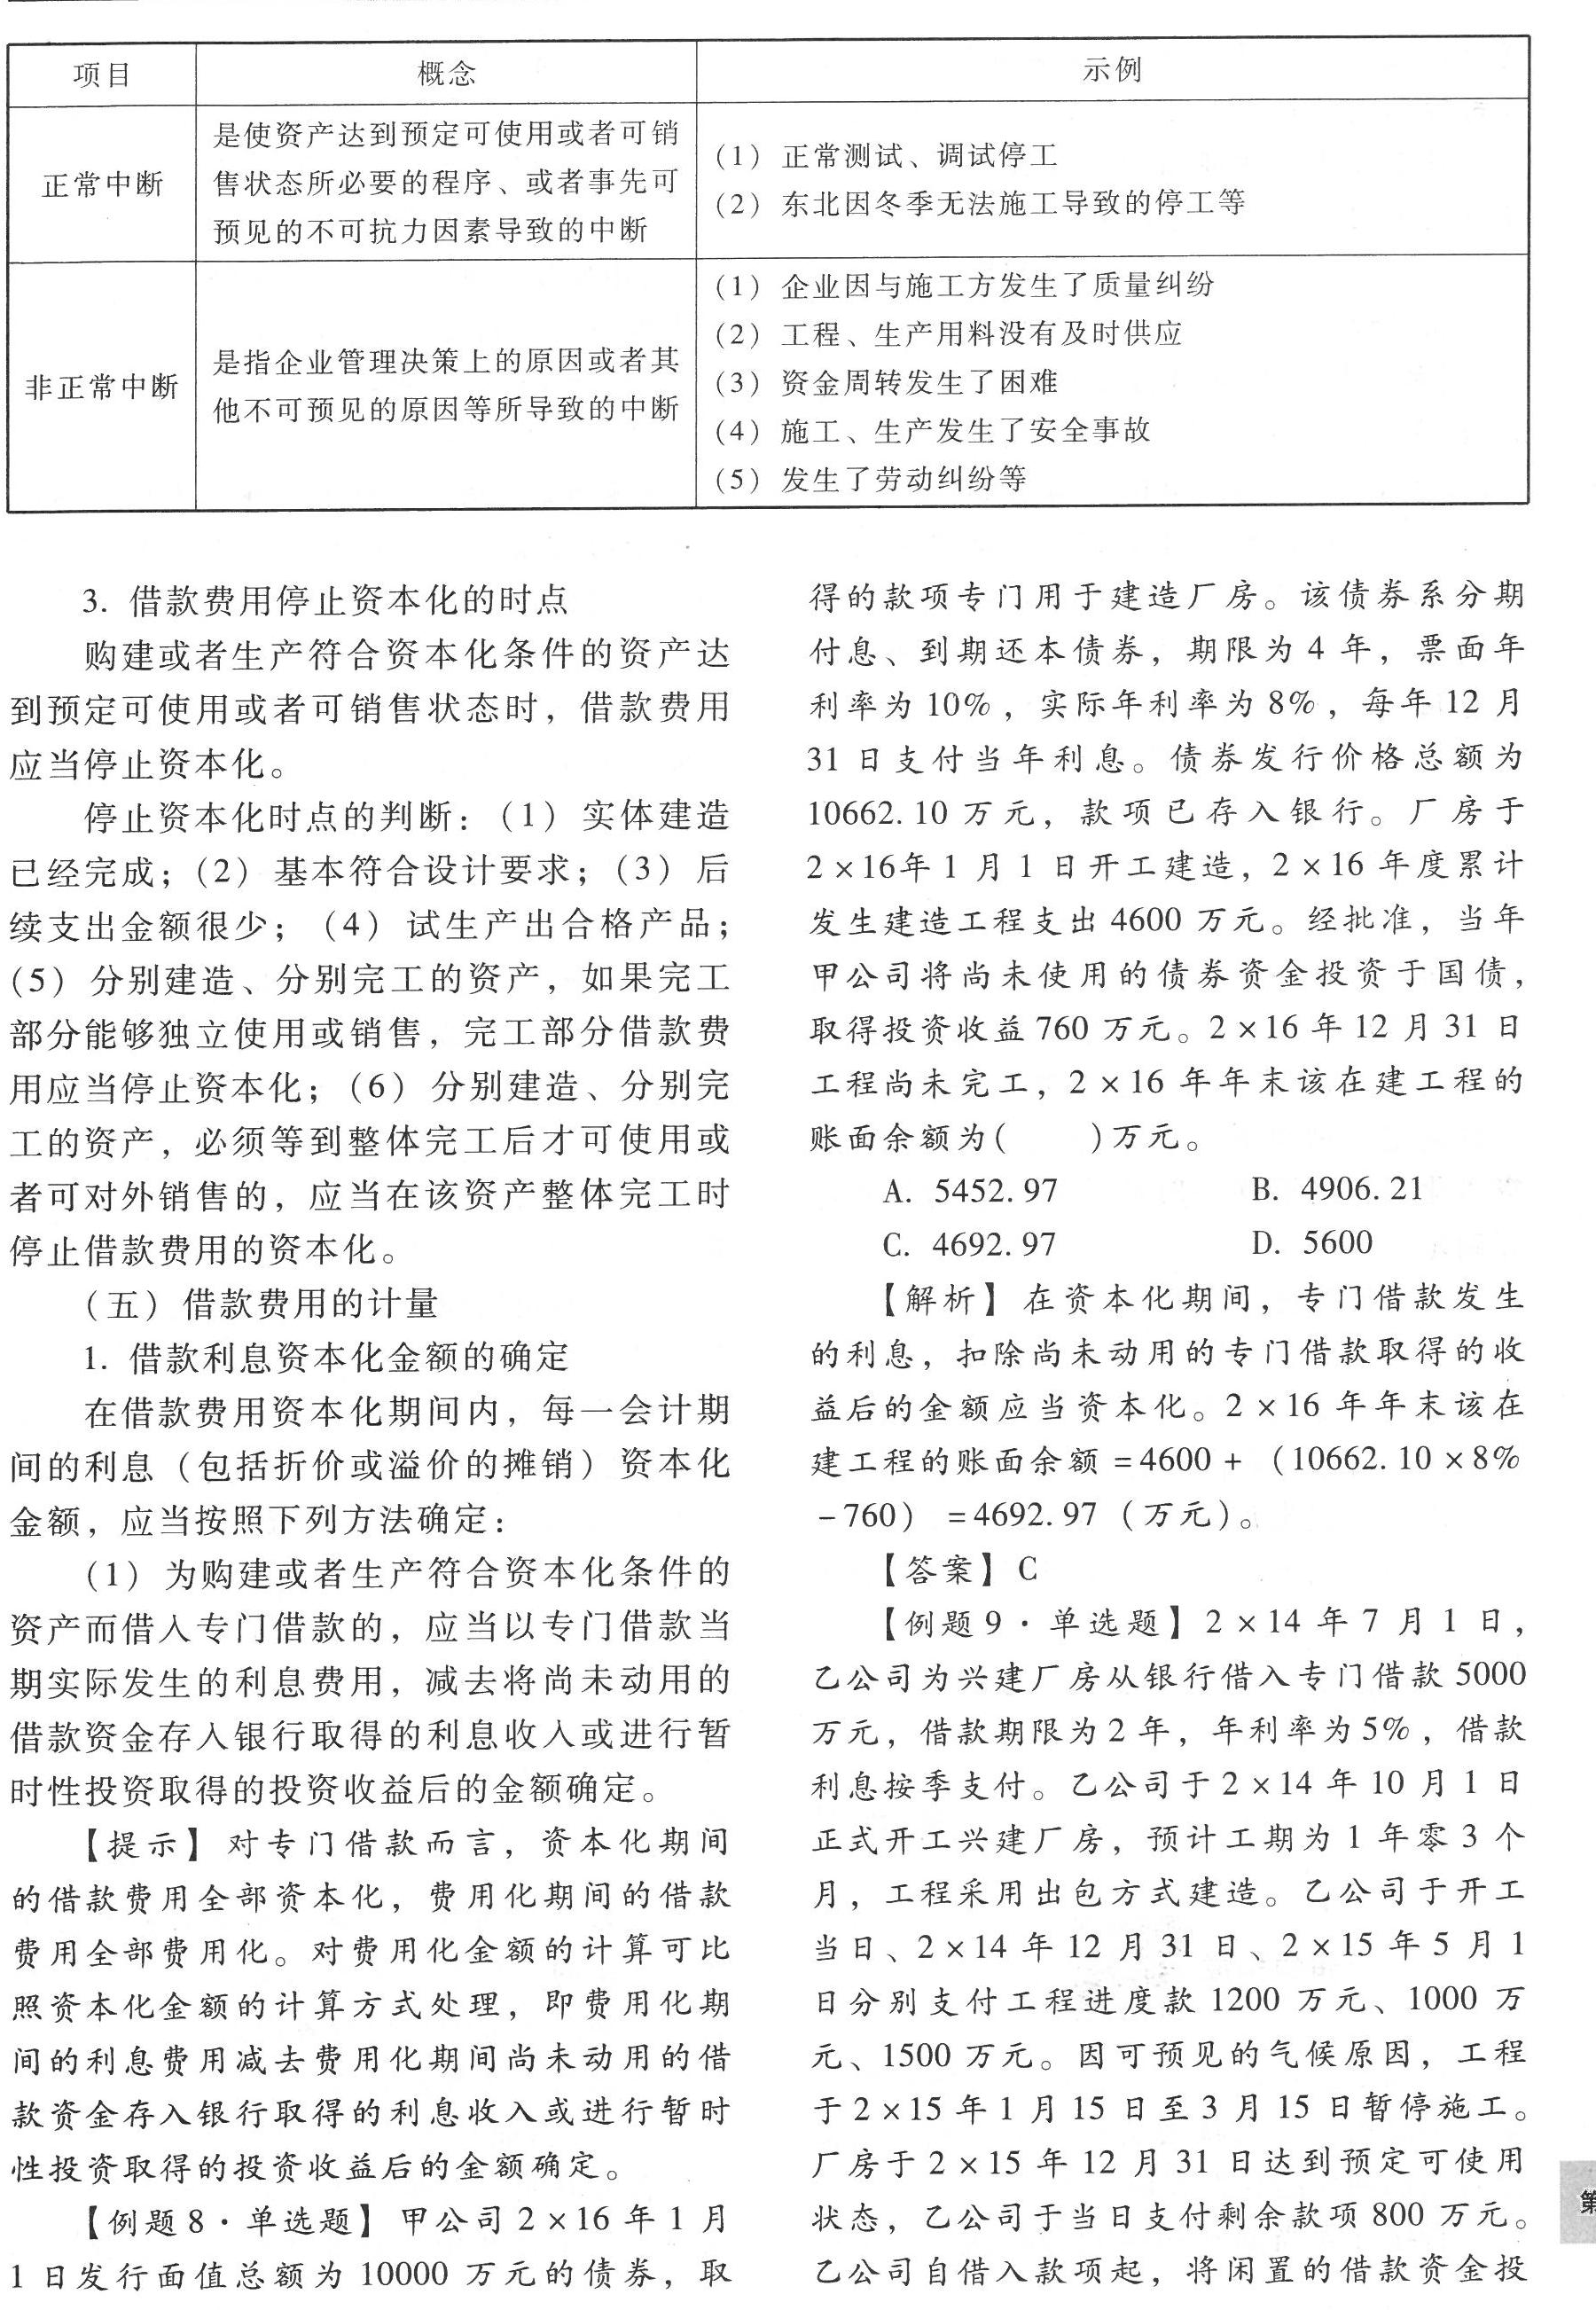 项目 概念 示例
正常中断
是使资产达到预定可使用或者可销
售状态所必要的程序、或者事先可
预见的不可抗力因素导致的中断
(1) 正常测试、调试停工
(2) 东北因冬季无法施工导致的停工等
非正常中断
是指企业管理决策上的原因或者其
他不可预见的原因等所导致的中断
(1) 企业因与施工方发生了质量纠纷
(2) 工程、生产用料没有及时供应
(3) 资金周转发生了困难
(4) 施工、生产发生了安全事故
(5) 发生了劳动纠纷等
3. 借款费用停止资本化的时点
购建或者生产符合资本化条件的资产达
到预定可使用或者可销售状态时，借款费用
应当停止资本化。
停止资本化时点的判断：(1) 实体建造
已经完成；(2) 基本符合设计要求；(3) 后
续支出金额很少；(4) 试生产出合格产品；
(5) 分别建造、分别完工的资产，如果完工
部分能够独立使用或销售，完工部分借款费
用应当停止资本化；(6) 分别建造、分别完
工的资产，必须等到整体完工后才可使用或
者可对外销售的，应当在该资产整体完工时
停止借款费用的资本化。
(五) 借款费用的计量
1. 借款利息资本化金额的确定
在借款费用资本化期间内，每一会计期
间的利息（包括折价或溢价的摊销）资本化
金额，应当按照下列方法确定：
(1) 为购建或者生产符合资本化条件的
资产而借入专门借款的，应当以专门借款当
期实际发生的利息费用，减去将尚未动用的
借款资金存入银行取得的利息收入或进行暂
时性投资取得的投资收益后的金额确定。
【提示】对专门借款而言，资本化期间
的借款费用全部资本化，费用化期间的借款
费用全部费用化。对费用化金额的计算可比
照资本化金额的计算方式处理，即费用化期
间的利息费用减去费用化期间尚未动用的借
款资金存入银行取得的利息收入或进行暂时
性投资取得的投资收益后的金额确定。
【例题8·单选题】甲公司2×16年1月
1日发行面值总额为10000万元的债券，取
得的款项专门用于建造厂房。该债券系分期
付息、到期还本债券，期限为4年，票面年
利率为10%，实际年利率为8%，每年12月
31日支付当年利息。债券发行价格总额为
10662.10万元，款项已存入银行。厂房于
2×16年1月1日开工建造，2×16年度累计
发生建造工程支出4600万元。经批准，当年
甲公司将尚未使用的债券资金投资于国债，
取得投资收益760万元。2×16年12月31日
工程尚未完工，2×16年年末该在建工程的
账面余额为(　　)万元。
A. 5452.97 B. 4906.21
C. 4692.97 D. 5600
【解析】在资本化期间，专门借款发生
的利息，扣除尚未动用的专门借款取得的收
益后的金额应当资本化。2×16年年末该在
建工程的账面余额=4600+（10662.10×8%
-760）=4692.97（万元）。
【答案】C
【例题9·单选题】2×14年7月1日，
乙公司为兴建厂房从银行借入专门借款5000
万元，借款期限为2年，年利率为5%，借款
利息按季支付。乙公司于2×14年10月1日
正式开工兴建厂房，预计工期为1年零3个
月，工程采用出包方式建造。乙公司于开工
当日、2×14年12月31日、2×15年5月1
日分别支付工程进度款1200万元、1000万
元、1500万元。因可预见的气候原因，工程
于2×15年1月15日至3月15日暂停施工。
厂房于2×15年12月31日达到预定可使用
状态，乙公司于当日支付剩余款项800万元。
乙公司自借入款项起，将闲置的借款资金投